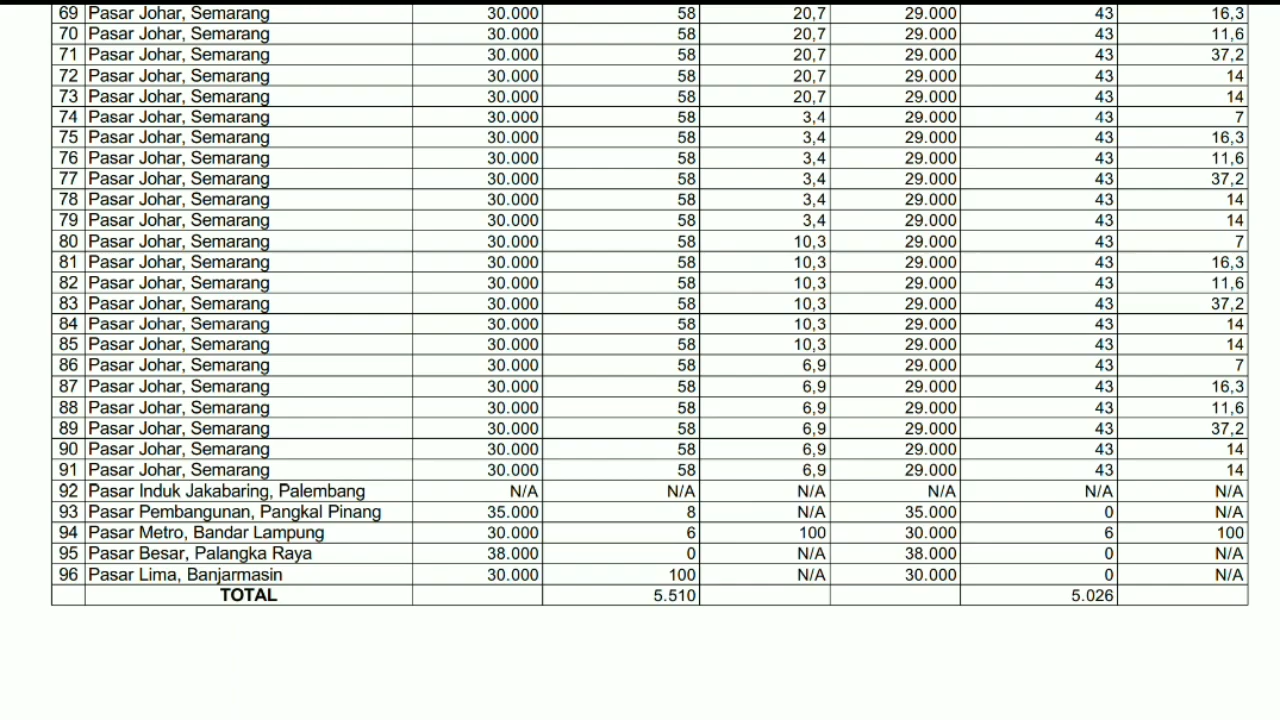 69 Pasar Johar, Semarang 30.000 58 20,7 29.000 43 16,3
70 Pasar Johar, Semarang 30.000 58 20,7 29.000 43 11,6
71 Pasar Johar, Semarang 30.000 58 20,7 29.000 43 37,2
72 Pasar Johar, Semarang 30.000 58 20,7 29.000 43 14
73 Pasar Johar, Semarang 30.000 58 20,7 29.000 43 14
74 Pasar Johar, Semarang 30.000 58 3,4 29.000 43 7
75 Pasar Johar, Semarang 30.000 58 3,4 29.000 43 16,3
76 Pasar Johar, Semarang 30.000 58 3,4 29.000 43 11,6
77 Pasar Johar, Semarang 30.000 58 3,4 29.000 43 37,2
78 Pasar Johar, Semarang 30.000 58 3,4 29.000 43 14
79 Pasar Johar, Semarang 30.000 58 3,4 29.000 43 14
80 Pasar Johar, Semarang 30.000 58 10,3 29.000 43 7
81 Pasar Johar, Semarang 30.000 58 10,3 29.000 43 16,3
82 Pasar Johar, Semarang 30.000 58 10,3 29.000 43 11,6
83 Pasar Johar, Semarang 30.000 58 10,3 29.000 43 37,2
84 Pasar Johar, Semarang 30.000 58 10,3 29.000 43 14
85 Pasar Johar, Semarang 30.000 58 10,3 29.000 43 14
86 Pasar Johar, Semarang 30.000 58 6,9 29.000 43 7
87 Pasar Johar, Semarang 30.000 58 6,9 29.000 43 16,3
88 Pasar Johar, Semarang 30.000 58 6,9 29.000 43 11,6
89 Pasar Johar, Semarang 30.000 58 6,9 29.000 43 37,2
90 Pasar Johar, Semarang 30.000 58 6,9 29.000 43 14
91 Pasar Johar, Semarang 30.000 58 6,9 29.000 43 14
92 Pasar Induk Jakabaring, Palembang N/A N/A N/A N/A N/A N/A
93 Pasar Pembangunan, Pangkal Pinang 35.000 8 N/A 35.000 0 N/A
94 Pasar Metro, Bandar Lampung 30.000 6 100 30.000 6 100
95 Pasar Besar, Palangka Raya 38.000 0 N/A 38.000 0 N/A
96 Pasar Lima, Banjarmasin 30.000 100 N/A 30.000 0 N/A
TOTAL 5.510 5.026